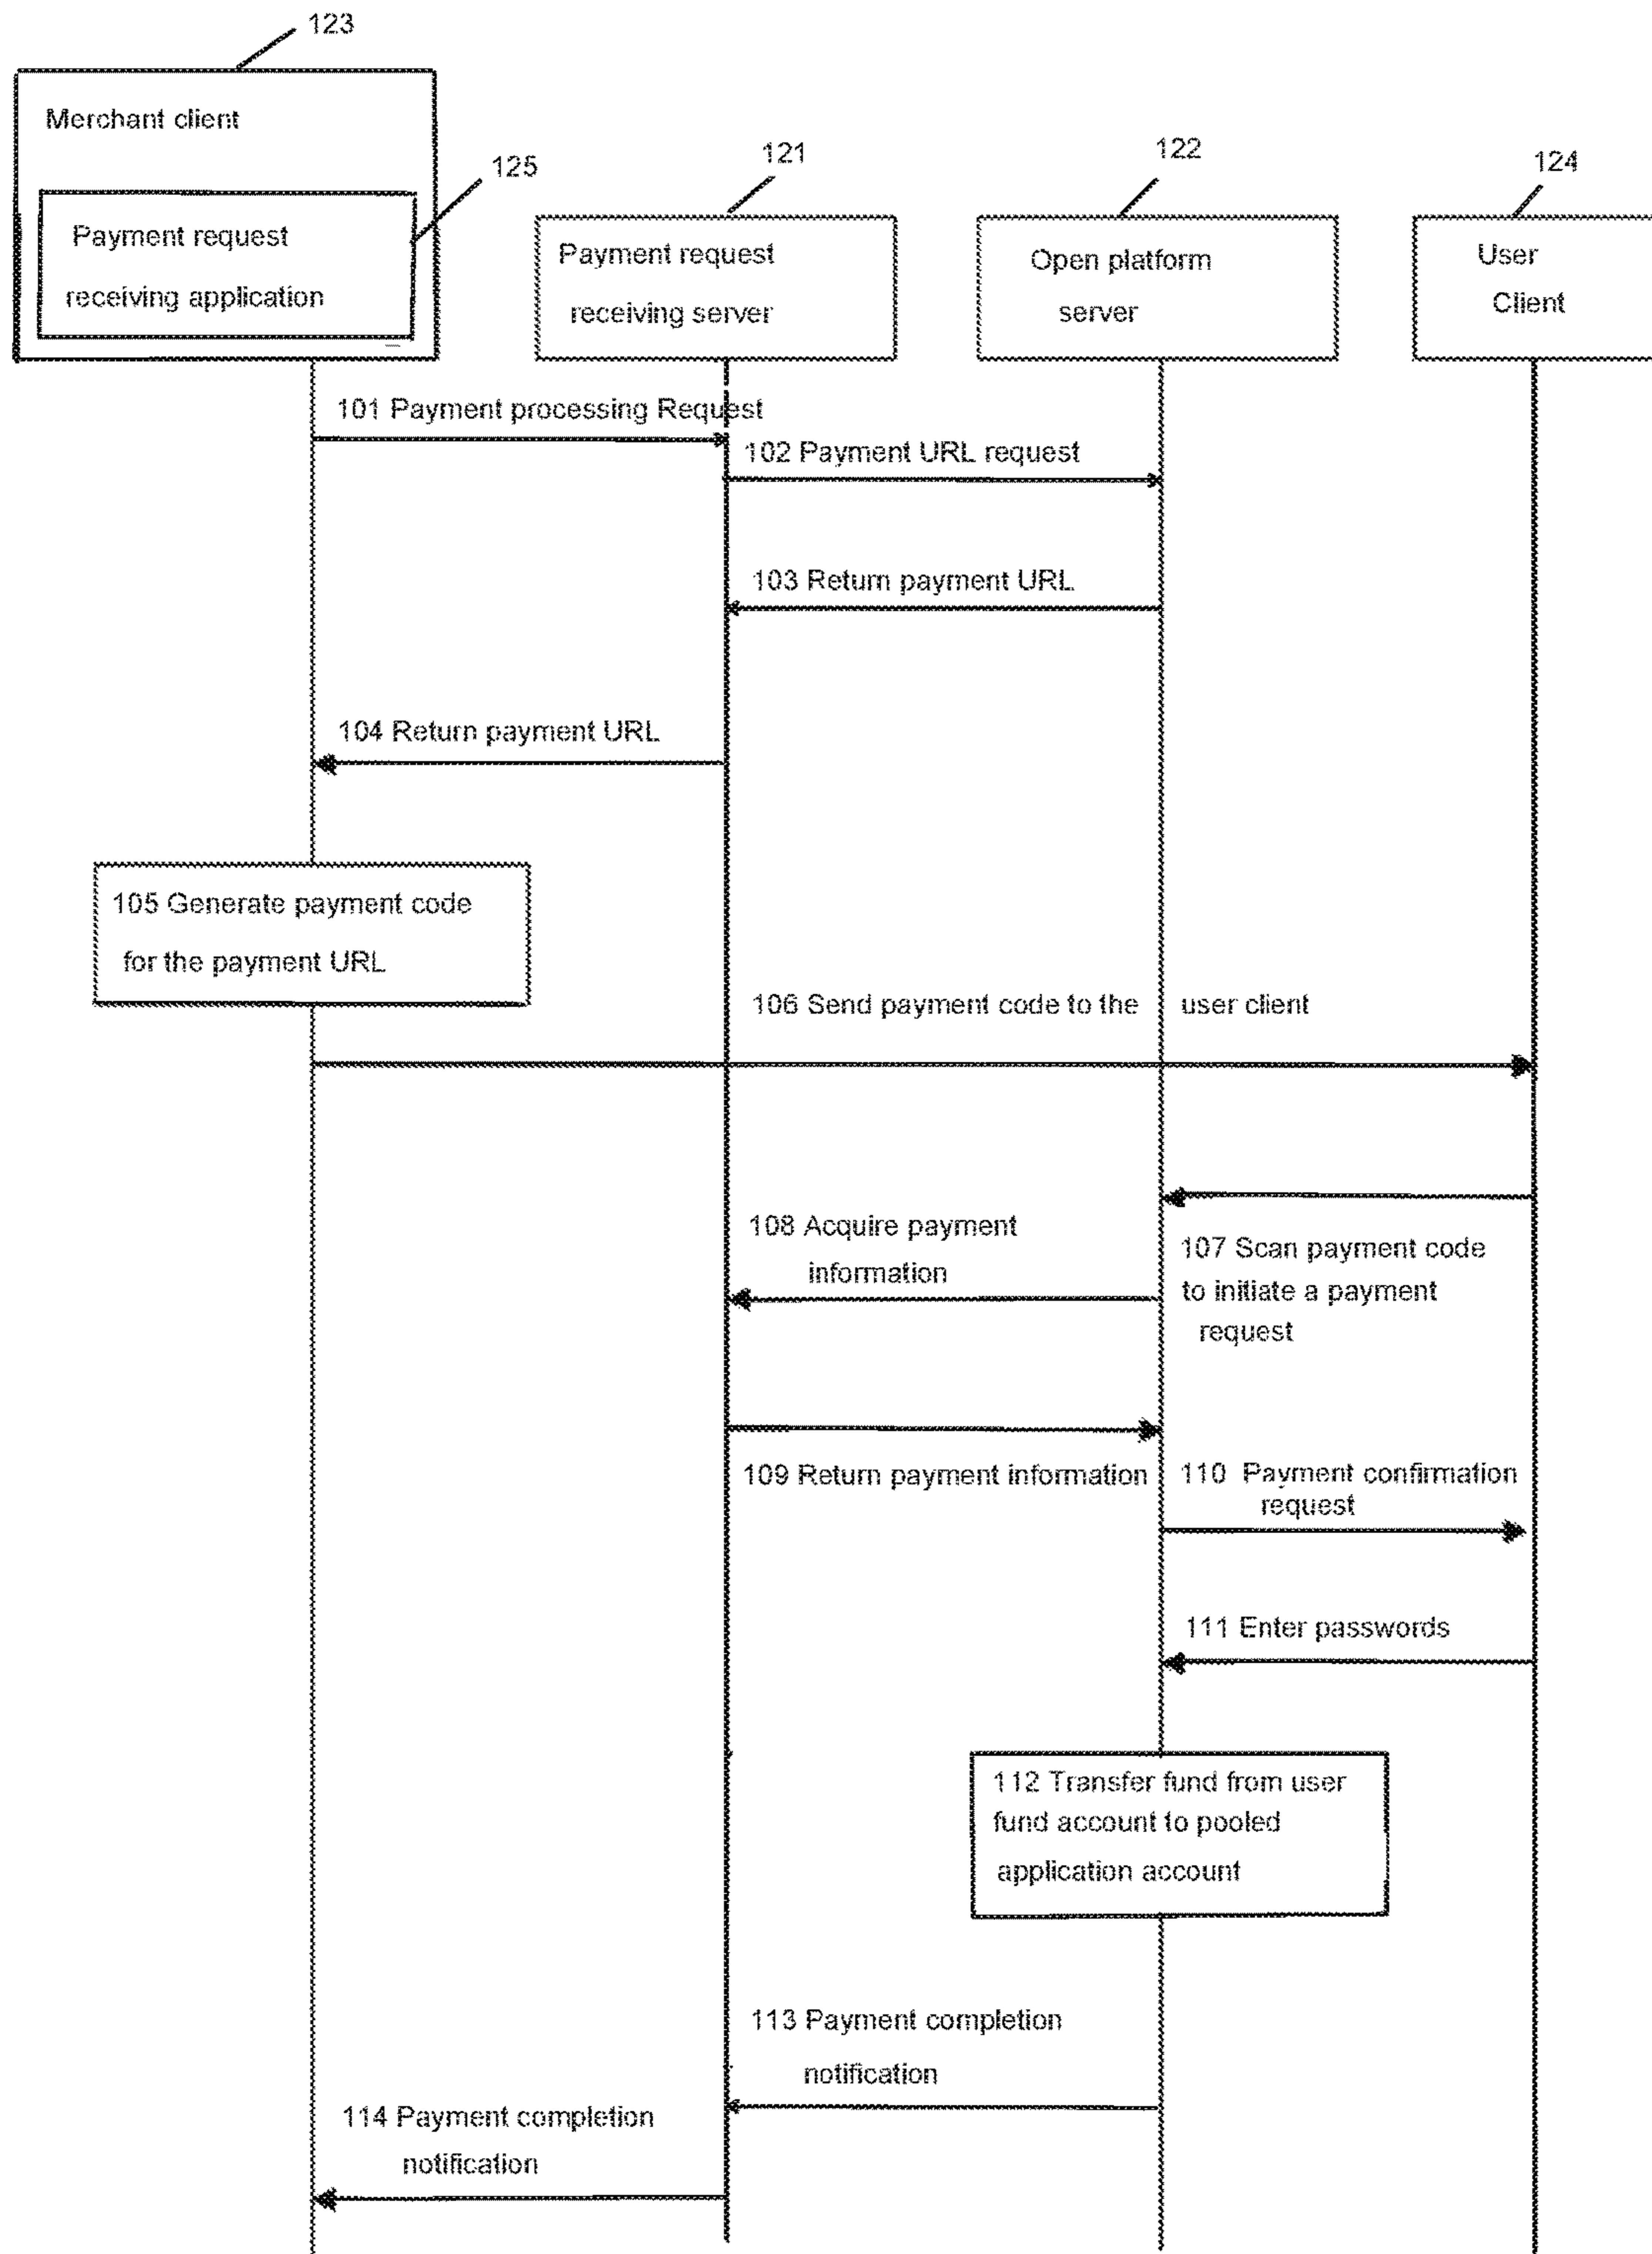 123
Merchant client
125
121
122
124
Payment request
receiving application
Payment request
receiving server
Open platform
server
User
Client
101 Payment processing Request
102 Payment URL request
103 Return payment URL
104 Return payment URL
105 Generate payment code
for the payment URL
106 Send payment code to the user client
108 Acquire payment
information
107 Scan payment code
to initiate a payment
request
109 Return payment information
110 Payment confirmation
request
111 Enter passwords
112 Transfer fund from user
fund account to pooled
application account
113 Payment completion
notification
114 Payment completion
notification